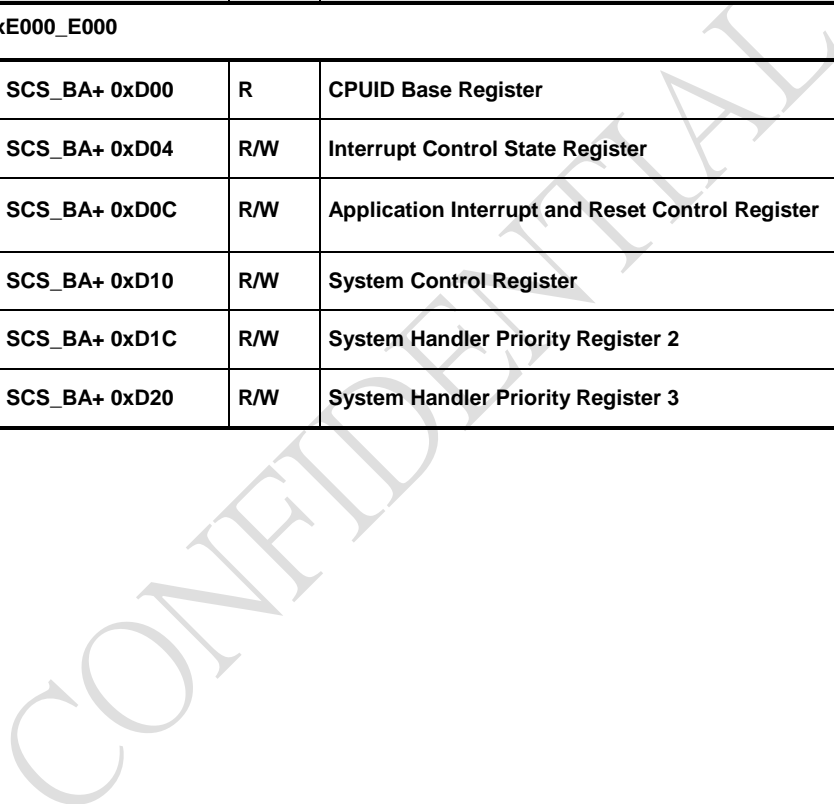 xE000_E000
SCS_BA+ 0xD00 R CPUID Base Register
SCS_BA+ 0xD04 R/W Interrupt Control State Register
SCS_BA+ 0xD0C R/W Application Interrupt and Reset Control Register
SCS_BA+ 0xD10 R/W System Control Register
SCS_BA+ 0xD1C R/W System Handler Priority Register 2
SCS_BA+ 0xD20 R/W System Handler Priority Register 3
CONFIDENTIAL